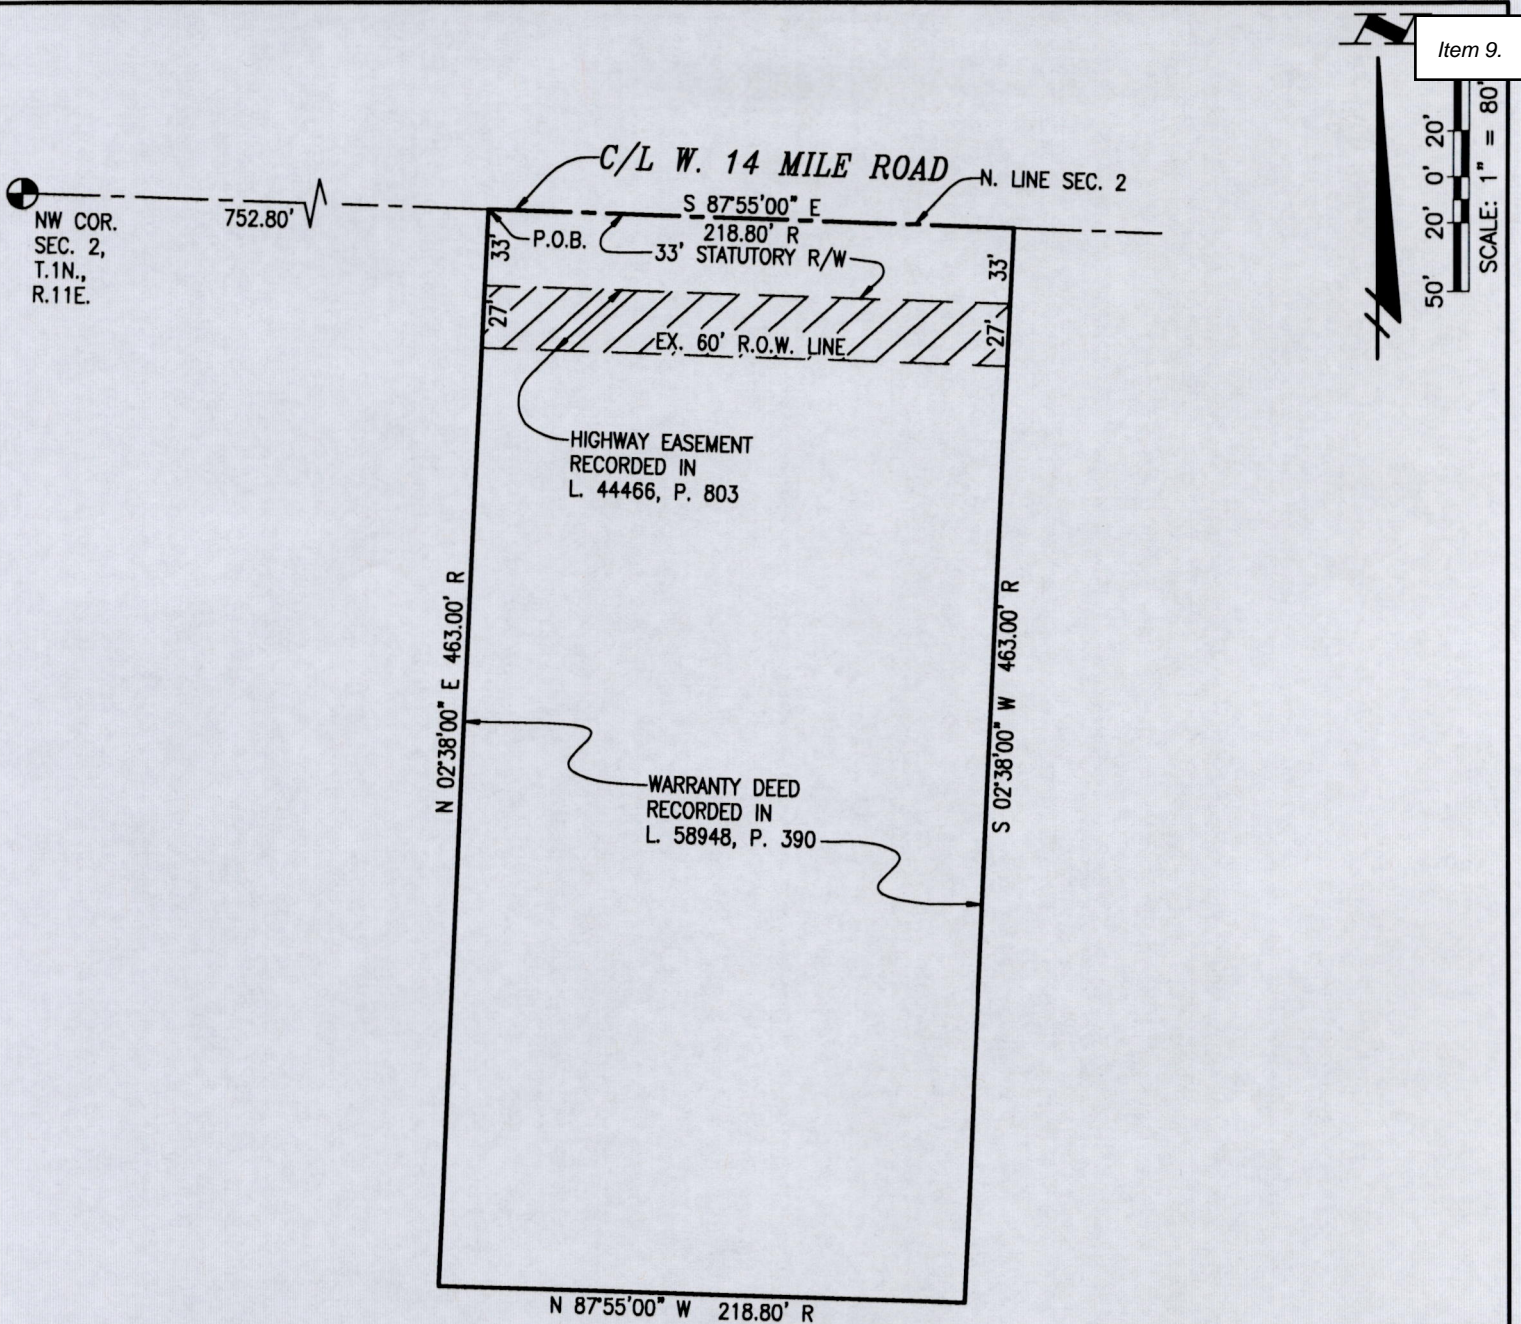 Item 9.
N
SCALE: 1" = 80'
50' 20' 0' 20'
C/L W. 14 MILE ROAD
N. LINE SEC. 2
NW COR.
SEC. 2,
T.1N.,
R.11E.
752.80'
S 87°55'00" E
218.80' R
P.O.B.
33' STATUTORY R/W
33'
33'
27'
27'
EX. 60' R.O.W. LINE
HIGHWAY EASEMENT
RECORDED IN
L. 44466, P. 803
N 02°38'00" E 463.00' R
S 02°38'00" W 463.00' R
WARRANTY DEED
RECORDED IN
L. 58948, P. 390
N 87°55'00" W 218.80' R